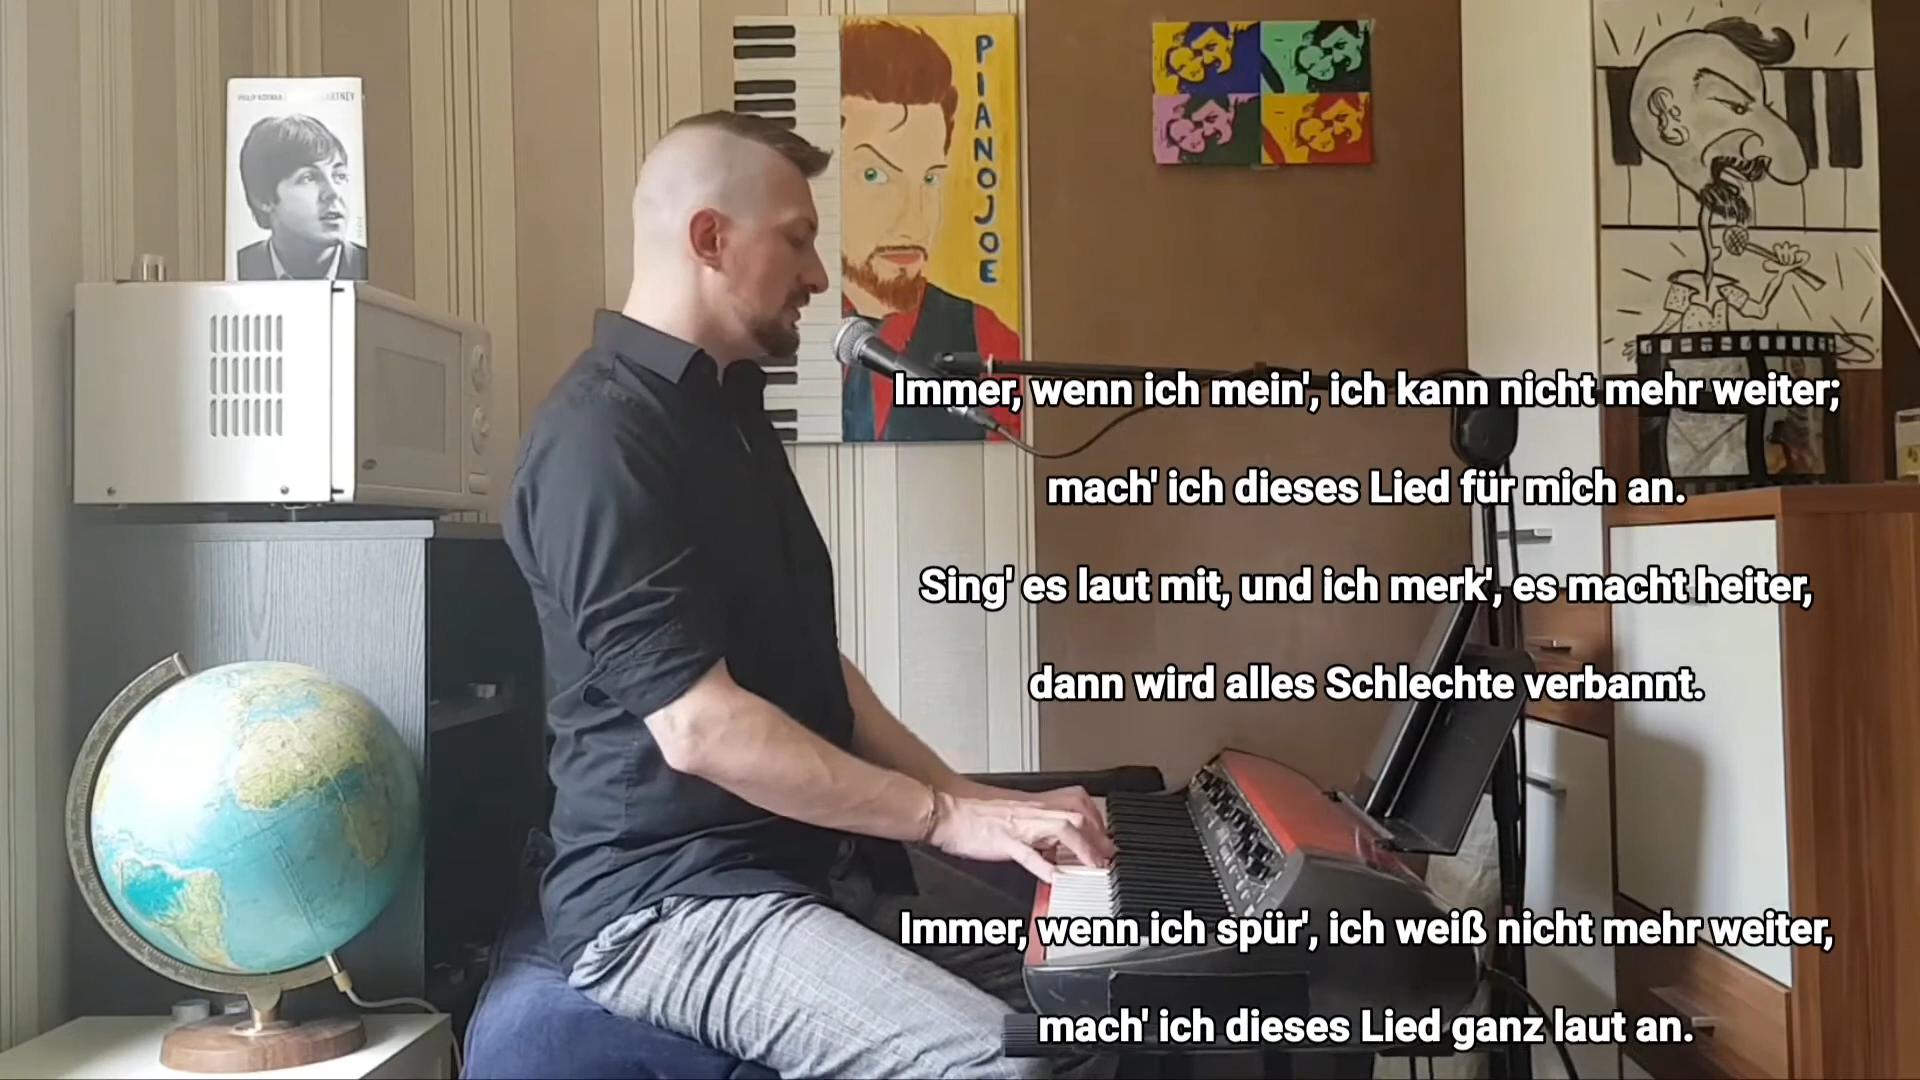 PHILIP NORMAN
PIANOJOE
Immer, wenn ich mein', ich kann nicht mehr weiter;
mach' ich dieses Lied für mich an.
Sing' es laut mit, und ich merk', es macht heiter,
dann wird alles Schlechte verbannt.
Immer, wenn ich spür', ich weiß nicht mehr weiter,
mach' ich dieses Lied ganz laut an.